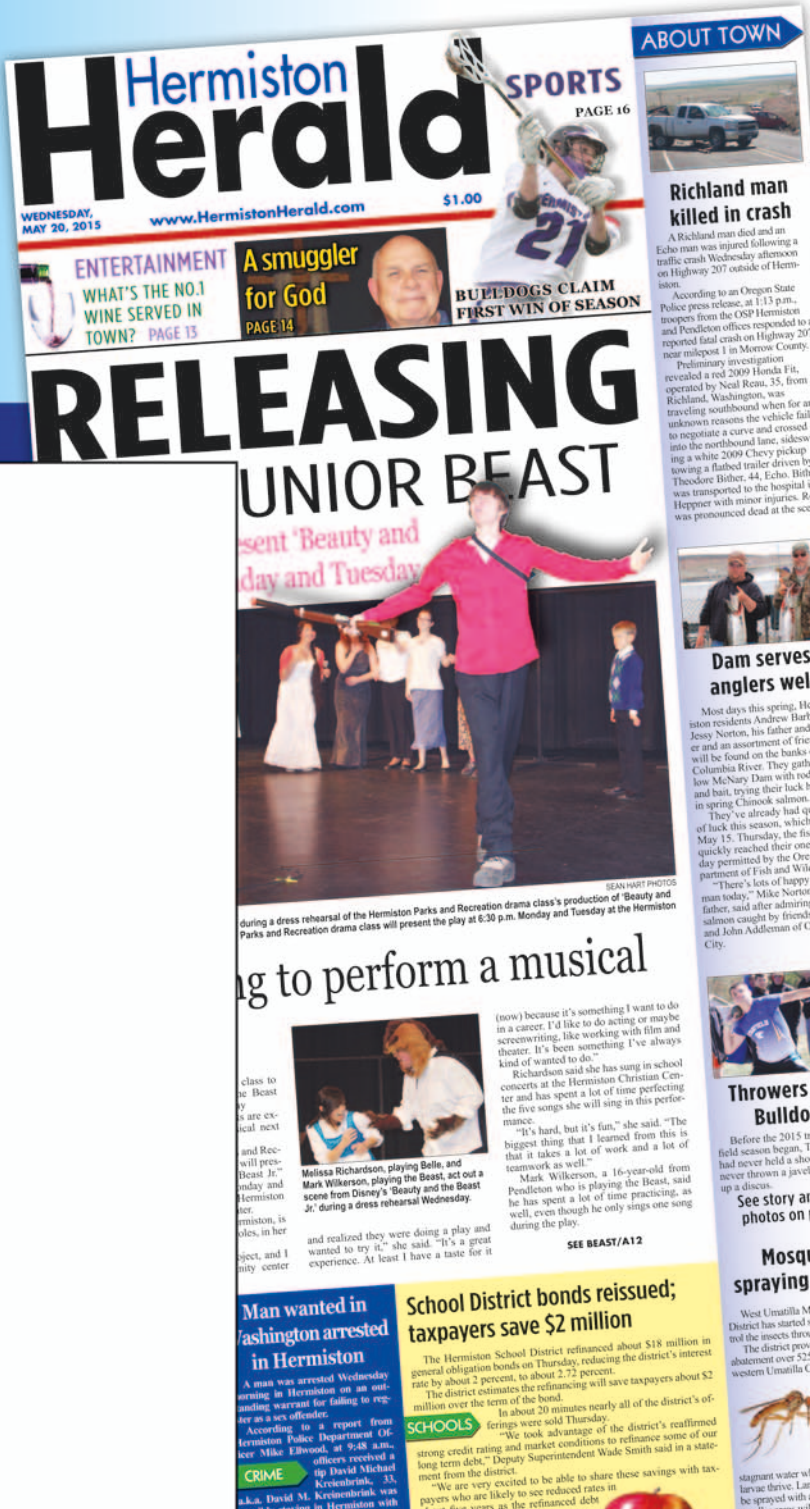 Hermiston
Herald
WEDNESDAY,
MAY 20, 2015
www.HermistonHerald.com
$1.00
SPORTS
PAGE 16
ENTERTAINMENT
WHAT'S THE NO.1
WINE SERVED IN
TOWN? PAGE 13
A smuggler
for God
PAGE 14
21
BULLDOGS CLAIM
FIRST WIN OF SEASON
RELEASING
UNIOR BEAST
esent 'Beauty and
day and Tuesday
SEAN HART PHOTOS
during a dress rehearsal of the Hermiston Parks and Recreation drama class's production of 'Beauty and
Parks and Recreation drama class will present the play at 6:30 p.m. Monday and Tuesday at the Hermiston
ng to perform a musical
class to
he Beast
ay
s are ex-
ical next
and Rec-
will pres-
Beast Jr."
onday and
Hermiston
ter.
rmiston, is
oles, in her
oject, and I
nity center
Melissa Richardson, playing Belle, and
Mark Wilkerson, playing the Beast, act out a
scene from Disney's 'Beauty and the Beast
Jr.' during a dress rehearsal Wednesday.
and realized they were doing a play and
wanted to try it," she said. "It's a great
experience. At least I have a taste for it
(now) because it's something I want to do
in a career. I'd like to do acting or maybe
screenwriting, like working with film and
theater. It's been something I've always
kind of wanted to do."
Richardson said she has sung in school
concerts at the Hermiston Christian Cen-
ter and has spent a lot of time perfecting
the five songs she will sing in this perfor-
mance.
"It's hard, but it's fun," she said. "The
biggest thing that I learned from this is
that it takes a lot of work and a lot of
teamwork as well."
Mark Wilkerson, a 16-year-old from
Pendleton who is playing the Beast, said
he has spent a lot of time practicing, as
well, even though he only sings one song
during the play.
SEE BEAST/A12
Man wanted in
ashington arrested
in Hermiston
A man was arrested Wednesday
orning in Hermiston on an out-
anding warrant for failing to reg-
ter as a sex offender.
According to a report from
Hermiston Police Department Of-
icer Mike Ellwood, at 9:48 a.m.,
officers received a
CRIME
tip David Michael
Kreienbrink, 33,
a.k.a. David M. Kreinenbrink was
in Hermiston with
School District bonds reissued;
taxpayers save $2 million
The Hermiston School District refinanced about $18 million in
general obligation bonds on Thursday, reducing the district's interest
rate by about 2 percent, to about 2.72 percent.
The district estimates the refinancing will save taxpayers about $2
million over the term of the bond.
SCHOOLS
In about 20 minutes nearly all of the district's of-
ferings were sold Thursday.
"We took advantage of the district's reaffirmed
strong credit rating and market conditions to refinance some of our
long term debt," Deputy Superintendent Wade Smith said in a state-
ment from the district.
"We are very excited to be able to share these savings with tax-
payers who are likely to see reduced rates in
years as the refinanced debt
ABOUT TOWN
Richland man
killed in crash
A Richland man died and an
Echo man was injured following a
traffic crash Wednesday afternoon
on Highway 207 outside of Herm-
iston.
According to an Oregon State
Police press release, at 1:13 p.m.,
troopers from the OSP Hermiston
and Pendleton offices responded to a
reported fatal crash on Highway 207
near milepost 1 in Morrow County.
Preliminary investigation
revealed a red 2009 Honda Fit,
operated by Neal Reau, 35, from
Richland, Washington, was
traveling southbound when for an
unknown reasons the vehicle fail
to negotiate a curve and crossed
into the northbound lane, sidesw
ing a white 2009 Chevy pickup
towing a flatbed trailer driven by
Theodore Bither, 44, Echo. Bith
was transported to the hospital i
Heppner with minor injuries. R
was pronounced dead at the sce
Dam serves
anglers wel
Most days this spring, He
iston residents Andrew Barb
Jessy Norton, his father and
er and an assortment of frie
will be found on the banks
Columbia River. They gath
low McNary Dam with rod
and bait, trying their luck h
in spring Chinook salmon.
They've already had qu
of luck this season, which
May 15. Thursday, the fis
quickly reached their one
day permitted by the Ore
partment of Fish and Wild
"There's lots of happy
man today," Mike Norton
father, said after admiring
salmon caught by friends
and John Addleman of C
City.
Throwers
Bulldo
Before the 2015 tr
field season began, T
had never held a sho
never thrown a javel
up a discus.
See story an
photos on
Mosqu
spraying
West Umatilla M
District has started s
trol the insects throu
The district prov
abatement over 525
western Umatilla C
stagnant water wh
larvae thrive. Lar
be sprayed with